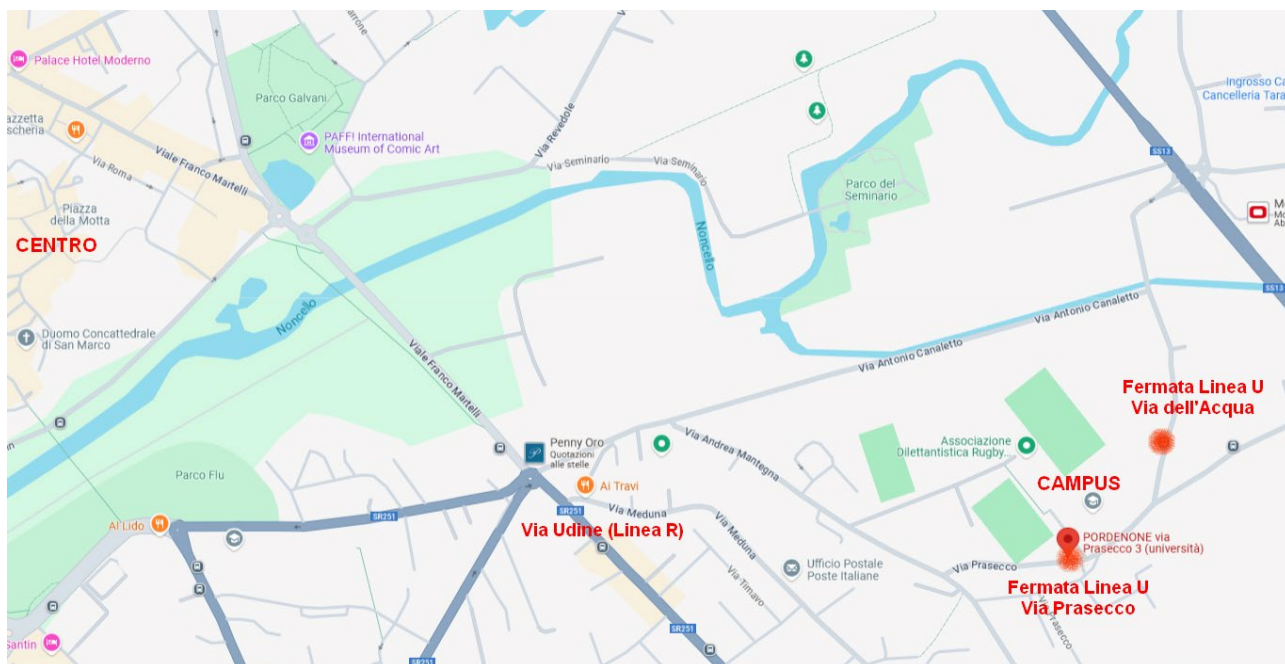 Palace Hotel Moderno
Parco Galvani
PAFF! International
Museum of Comic Art
Via Roma
Viale Franco Martelli
Piazza
della Motta
CENTRO
Duomo Concattedrale
di San Marco
Noncello
Via Revedole
Via Seminario
Via Seminario
Parco del
Seminario
Noncello
SS13
Ingrosso Ca
Cancelleria Tara
SS13
Via Antonio Canaletto
Via Antonio Canaletto
Viale Franco Martelli
Penny Oro
Quotazioni
alle stelle
Via Andrea Mantegna
Associazione
Dilettantistica Rugby...
Fermata Linea U
Via dell'Acqua
CAMPUS
Parco Flu
Al Lido
SR251
Ai Travi
Via Meduna
Via Udine (Linea R)
SR251
Via Meduna
Via Timavo
Ufficio Postale
Poste Italiane
Via Prasecco
PORDENONE via
Prasecco 3 (università)
Fermata Linea U
Via Prasecco
Via Prasecco
Santin
SR251
SR251